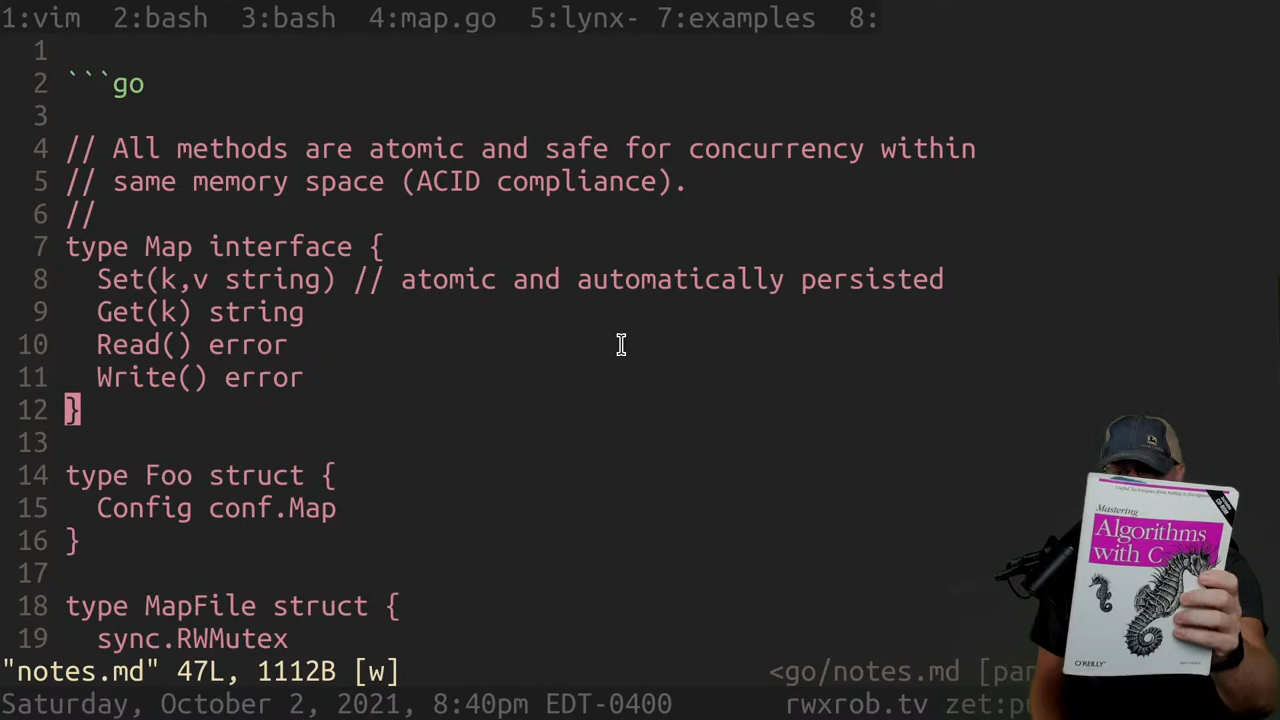 1:vim 2:bash 3:bash 4:map.go 5:lynx- 7:examples 8:
1
2 ```go
3
4 // All methods are atomic and safe for concurrency within
5 // same memory space (ACID compliance).
6 //
7 type Map interface {
8 Set(k,v string) // atomic and automatically persisted
9 Get(k) string
10 Read() error
11 Write() error
12 }
13
14 type Foo struct {
15 Config conf.Map
16 }
17
18 type MapFile struct {
19 sync.RWMutex
"notes.md" 47L, 1112B [w] <go/notes.md [pan
Saturday, October 2, 2021, 8:40pm EDT-0400 rwxrob.tv zet:pu
Mastering
Algorithms
with C
O'REILLY